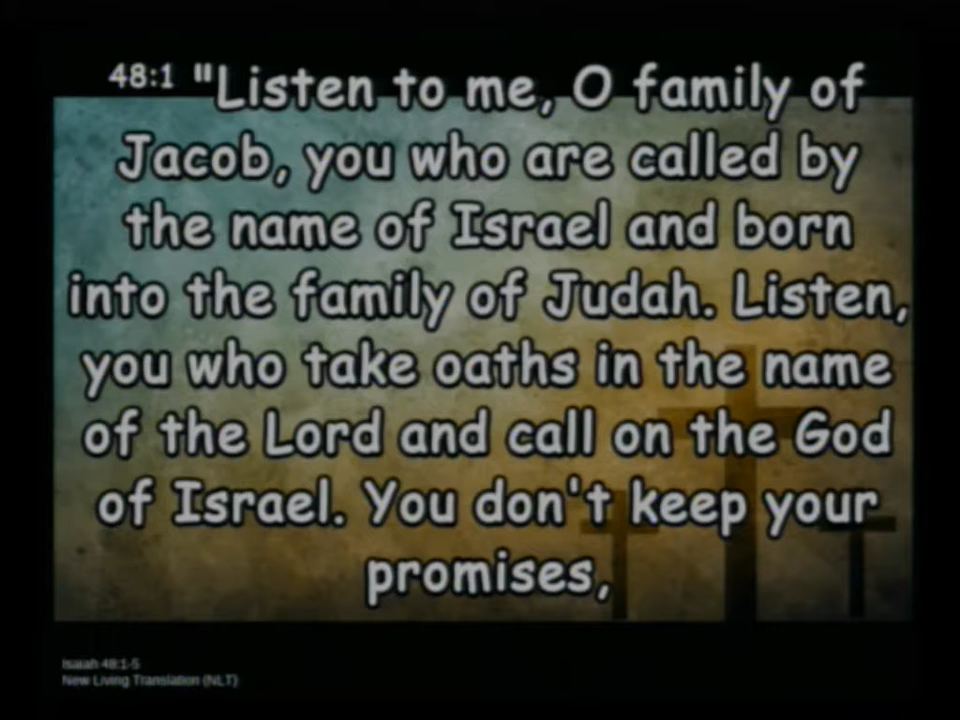 48:1 "Listen to me, O family of
Jacob, you who are called by
the name of Israel and born
into the family of Judah. Listen,
you who take oaths in the name
of the Lord and call on the God
of Israel. You don't keep your
promises,
Isaiah 48:1-5
New Living Translation (NLT)